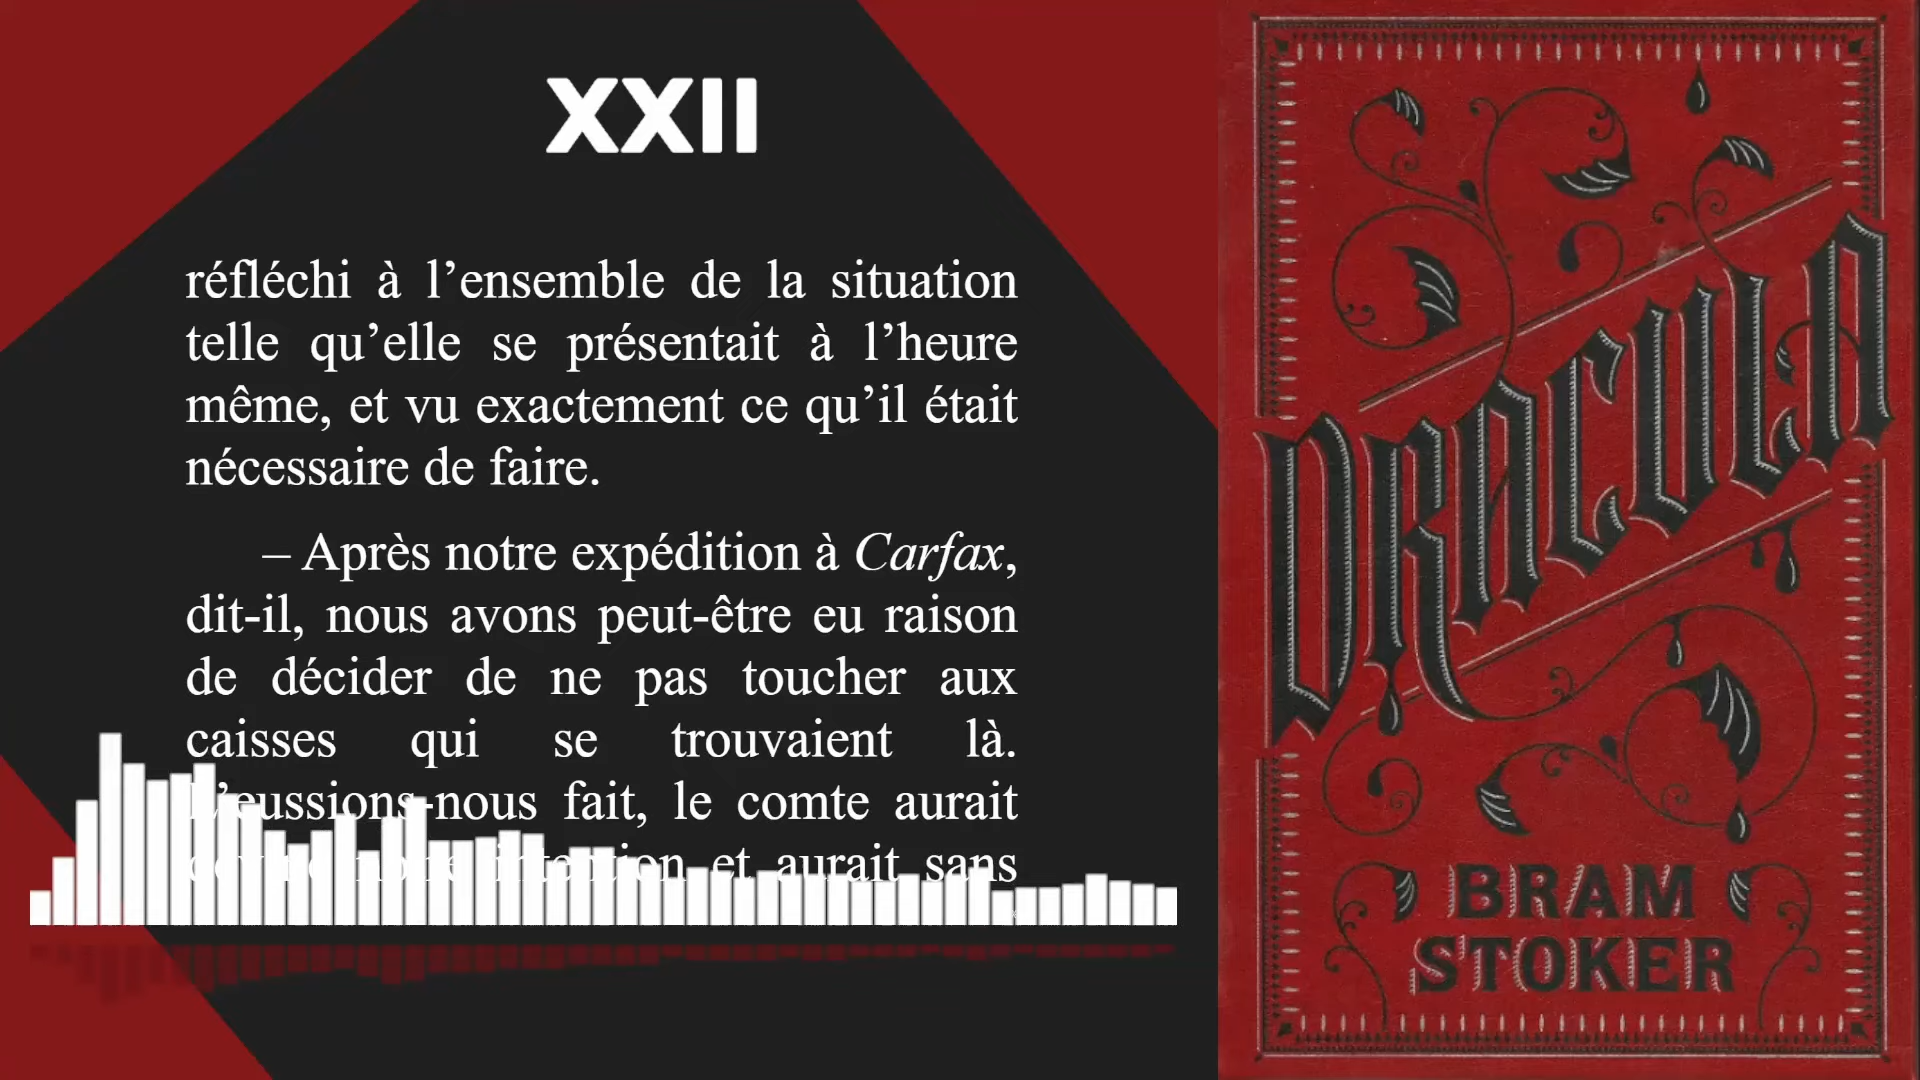 XXII
réfléchi à l’ensemble de la situation
telle qu’elle se présentait à l’heure
même, et vu exactement ce qu’il était
nécessaire de faire.
– Après notre expédition à Carfax,
dit-il, nous avons peut-être eu raison
de décider de ne pas toucher aux
caisses qui se trouvaient là.
L’eussions-nous fait, le comte aurait
intention et aurait sans
DRACULA
BRAM
STOKER